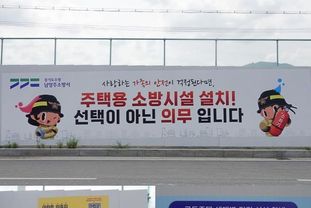 경기도소방
남양주소방서
사랑하는 가족의 안전이 걱정된다면,
주택용 소방시설 설치!
선택이 아닌 의무 입니다